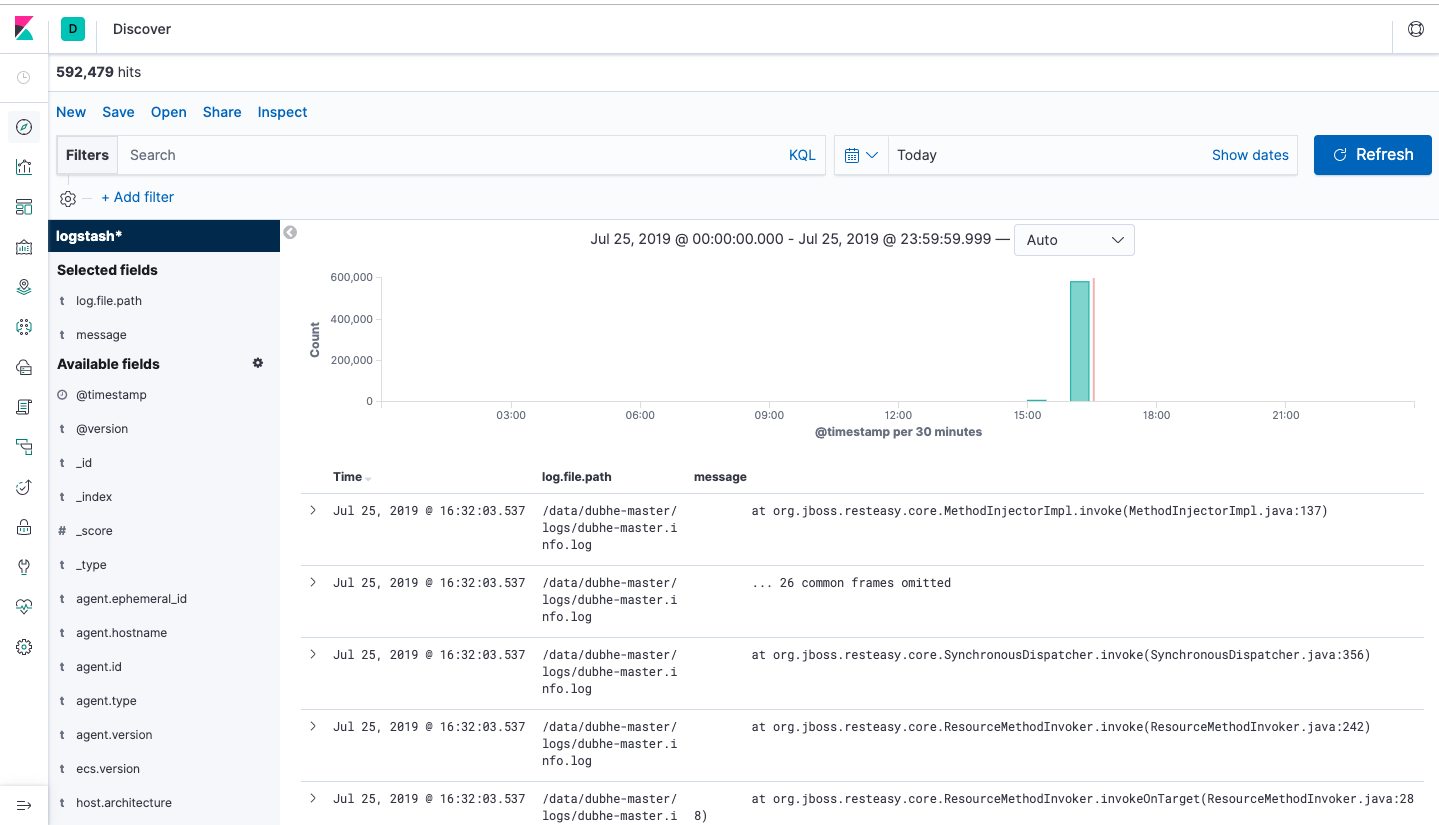 D Discover
592,479 hits
New Save Open Share Inspect
Filters Search KQL Today Show dates Refresh
+ Add filter
logstash*
Selected fields
t log.file.path
t message
Available fields
@timestamp
t @version
t _id
t _index
# _score
t _type
t agent.ephemeral_id
t agent.hostname
t agent.id
t agent.type
t agent.version
t ecs.version
t host.architecture
Jul 25, 2019 @ 00:00:00.000 - Jul 25, 2019 @ 23:59:59.999 — Auto
Count
600,000
400,000
200,000
0
03:00 06:00 09:00 12:00 15:00 18:00 21:00
@timestamp per 30 minutes
Time log.file.path message
Jul 25, 2019 @ 16:32:03.537 /data/dubhe-master/ at org.jboss.resteasy.core.MethodInjectorImpl.invoke(MethodInjectorImpl.java:137)
logs/dubhe-master.i
nfo.log
Jul 25, 2019 @ 16:32:03.537 /data/dubhe-master/ ... 26 common frames omitted
logs/dubhe-master.i
nfo.log
Jul 25, 2019 @ 16:32:03.537 /data/dubhe-master/ at org.jboss.resteasy.core.SynchronousDispatcher.invoke(SynchronousDispatcher.java:356)
logs/dubhe-master.i
nfo.log
Jul 25, 2019 @ 16:32:03.537 /data/dubhe-master/ at org.jboss.resteasy.core.ResourceMethodInvoker.invoke(ResourceMethodInvoker.java:242)
logs/dubhe-master.i
nfo.log
Jul 25, 2019 @ 16:32:03.537 /data/dubhe-master/ at org.jboss.resteasy.core.ResourceMethodInvoker.invokeOnTarget(ResourceMethodInvoker.java:28
logs/dubhe-master.i 8)